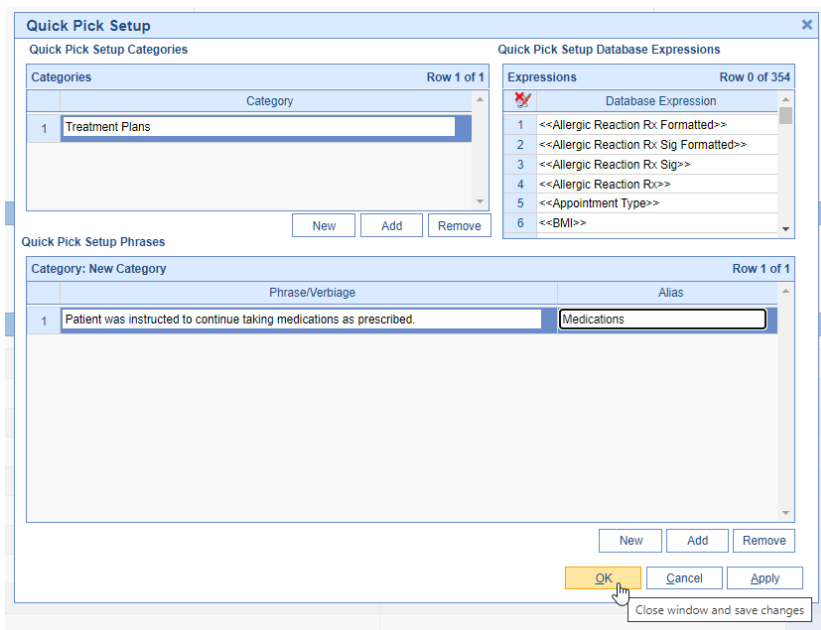 Quick Pick Setup
Quick Pick Setup Categories
Quick Pick Setup Database Expressions
Categories Row 1 of 1
Category
1 Treatment Plans
New Add Remove
Expressions Row 0 of 354
Database Expression
1 <<Allergic Reaction Rx Formatted>>
2 <<Allergic Reaction Rx Sig Formatted>>
3 <<Allergic Reaction Rx Sig>>
4 <<Allergic Reaction Rx>>
5 <<Appointment Type>>
6 <<BMI>>
Quick Pick Setup Phrases
Category: New Category Row 1 of 1
Phrase/Verbiage Alias
1 Patient was instructed to continue taking medications as prescribed. Medications
New Add Remove
OK Cancel Apply
Close window and save changes